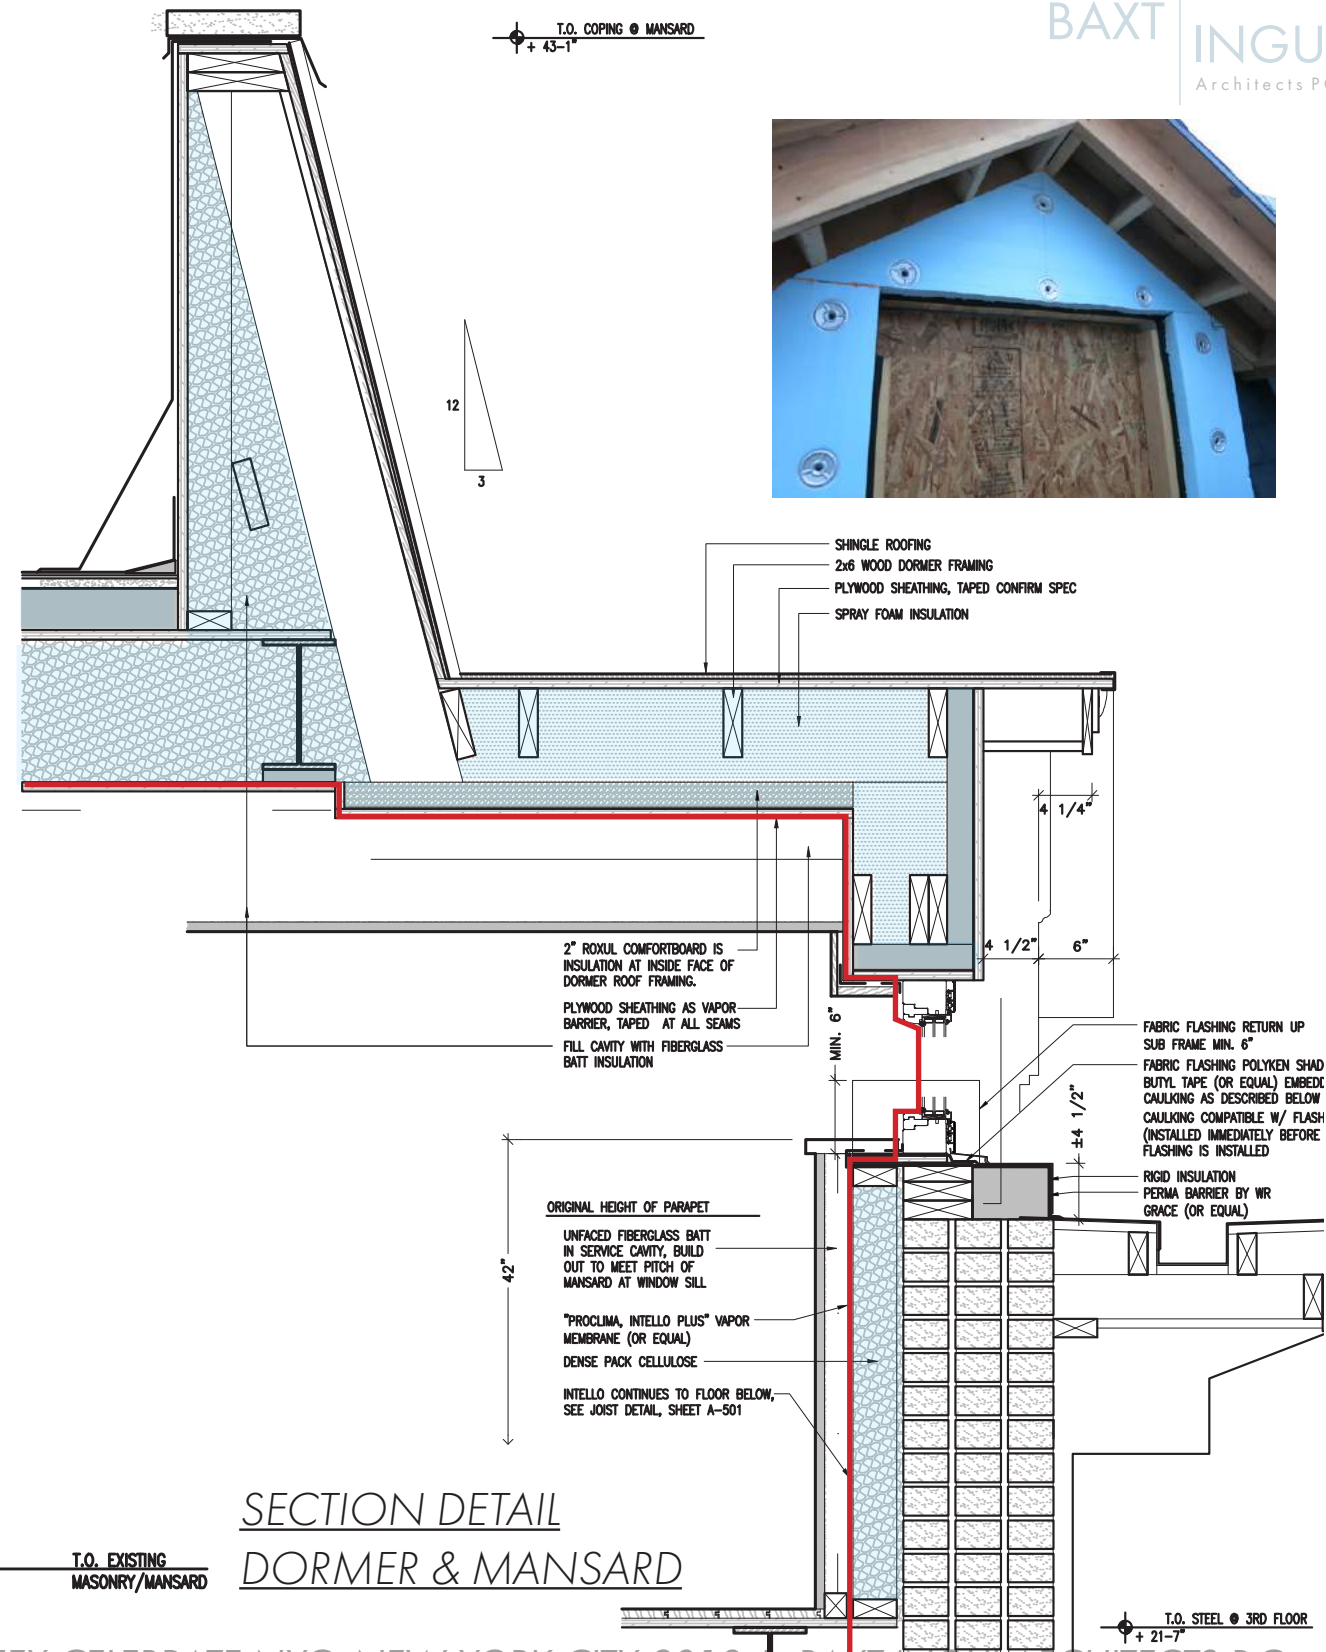 BAXT
INGU
Architects P
T.O. COPING @ MANSARD
+ 43-1"
12
3
SHINGLE ROOFING
2x6 WOOD DORMER FRAMING
PLYWOOD SHEATHING, TAPED CONFIRM SPEC
SPRAY FOAM INSULATION
4 1/4"
4 1/2"
6"
2" ROXUL COMFORTBOARD IS
INSULATION AT INSIDE FACE OF
DORMER ROOF FRAMING.
PLYWOOD SHEATHING AS VAPOR
BARRIER, TAPED AT ALL SEAMS
FILL CAVITY WITH FIBERGLASS
BATT INSULATION
MIN. 6"
FABRIC FLASHING RETURN UP
SUB FRAME MIN. 6"
FABRIC FLASHING POLYKEN SHAD
BUTYL TAPE (OR EQUAL) EMBEDD
CAULKING AS DESCRIBED BELOW
CAULKING COMPATIBLE W/ FLASH
(INSTALLED IMMEDIATELY BEFORE
FLASHING IS INSTALLED
±4 1/2"
RIGID INSULATION
PERMA BARRIER BY WR
GRACE (OR EQUAL)
42"
ORIGINAL HEIGHT OF PARAPET
UNFACED FIBERGLASS BATT
IN SERVICE CAVITY, BUILD
OUT TO MEET PITCH OF
MANSARD AT WINDOW SILL
"PROCLIMA, INTELLO PLUS" VAPOR
MEMBRANE (OR EQUAL)
DENSE PACK CELLULOSE
INTELLO CONTINUES TO FLOOR BELOW,
SEE JOIST DETAIL, SHEET A-501
SECTION DETAIL
DORMER & MANSARD
T.O. EXISTING
MASONRY/MANSARD
T.O. STEEL @ 3RD FLOOR
+ 21-7"
CELEBRATE NYC NEW YORK CITY